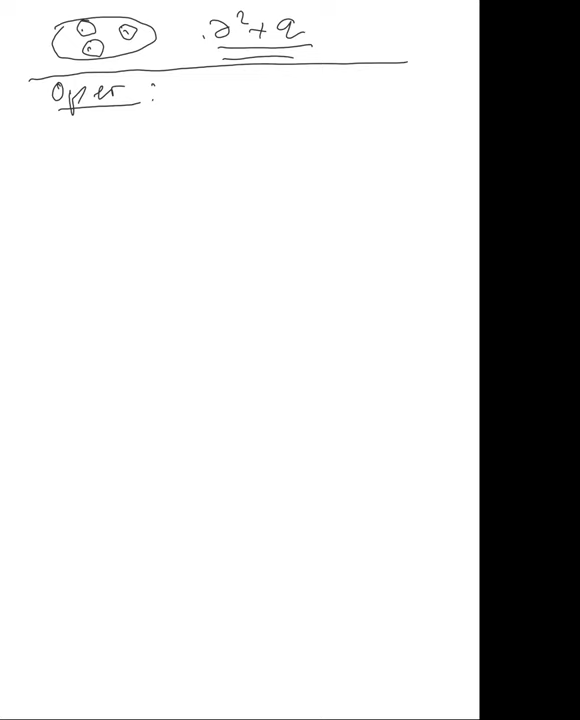 ∂² + q
Oper :